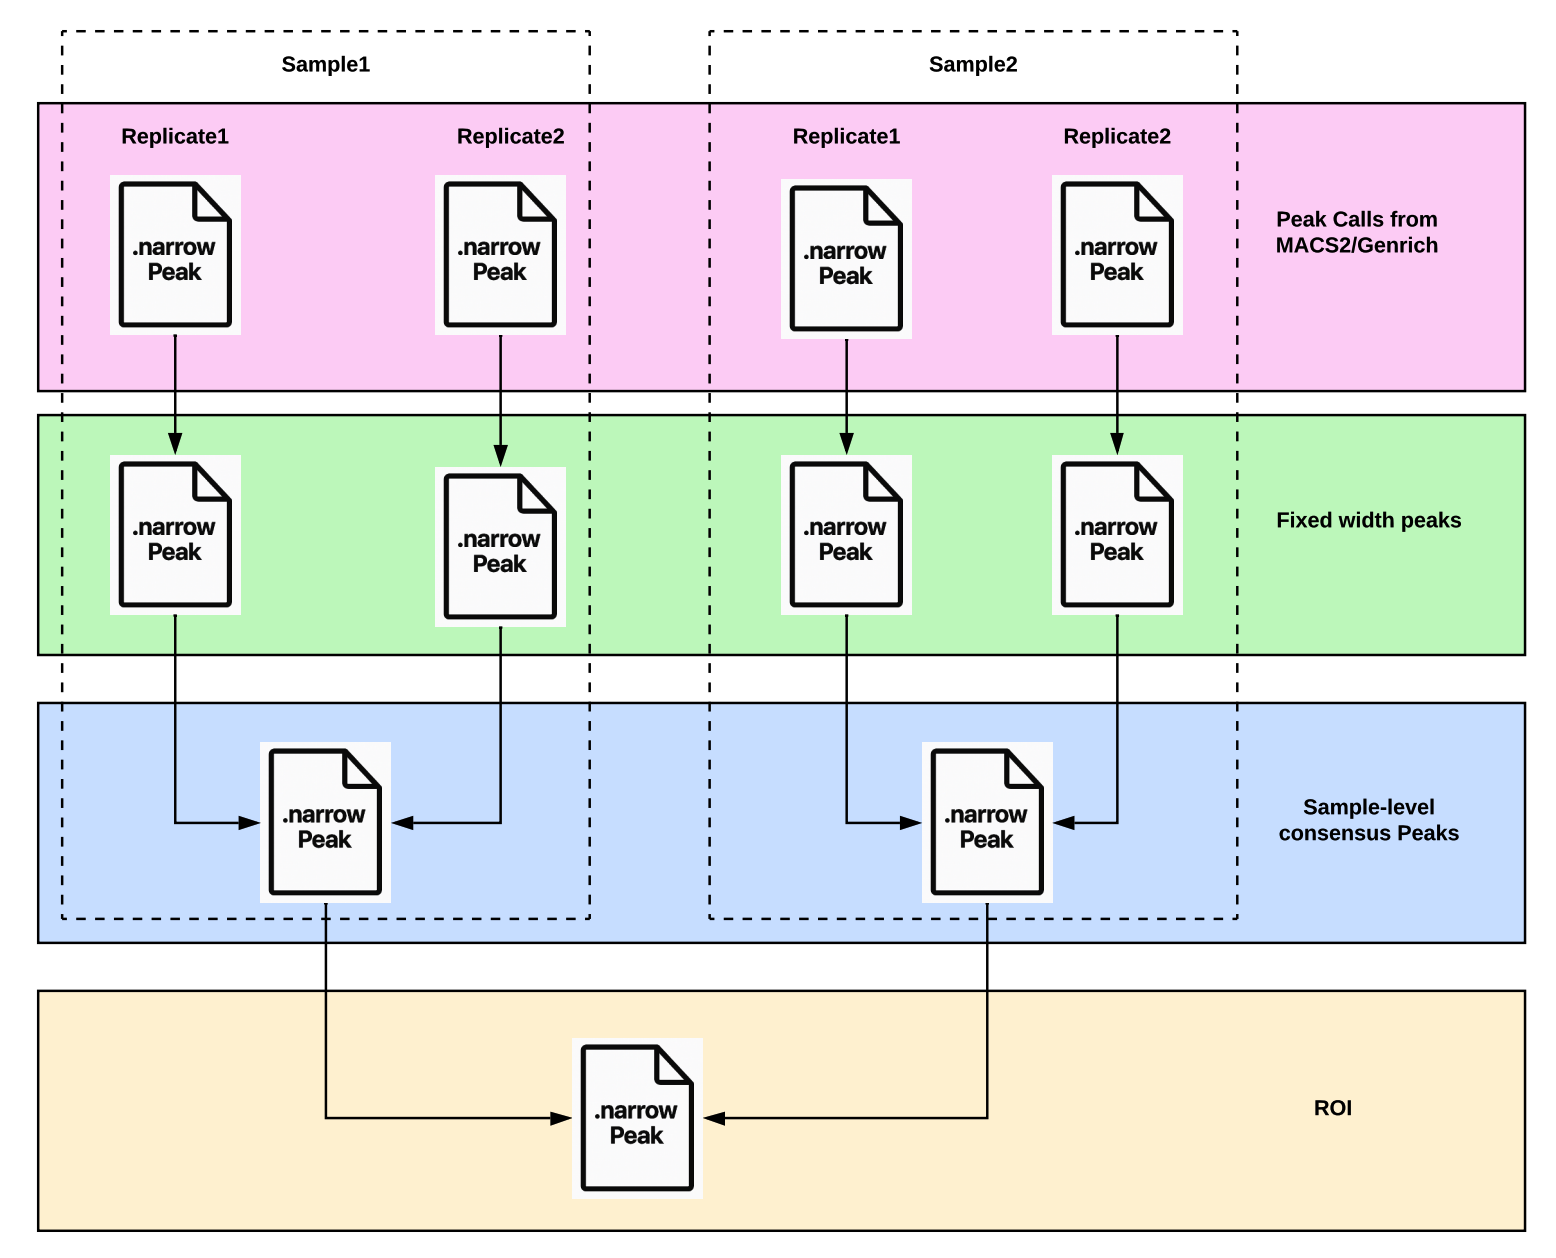 Sample1
Sample2
Replicate1
Replicate2
Replicate1
Replicate2
.narrow
Peak
.narrow
Peak
.narrow
Peak
.narrow
Peak
Peak Calls from
MACS2/Genrich
.narrow
Peak
.narrow
Peak
.narrow
Peak
.narrow
Peak
Fixed width peaks
.narrow
Peak
.narrow
Peak
Sample-level
consensus Peaks
.narrow
Peak
ROI